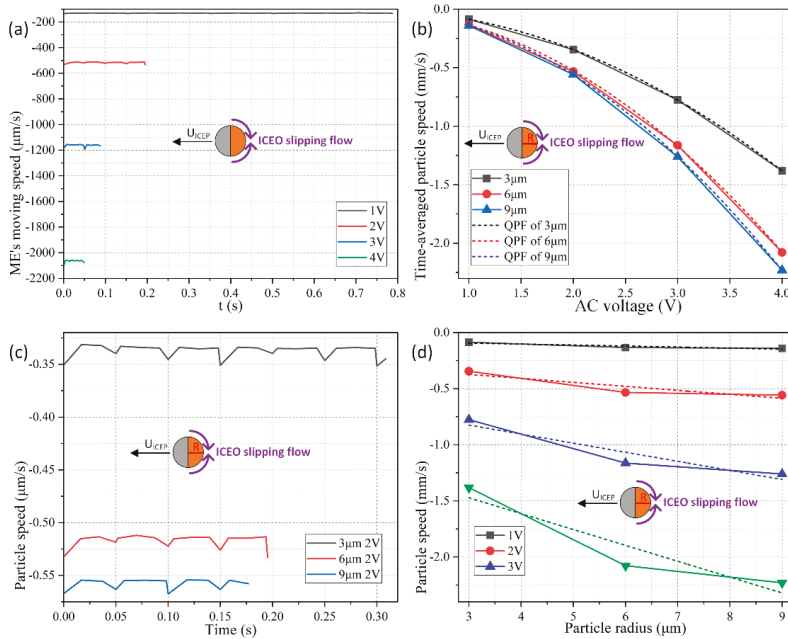 (a)
-100
-200
-400
-600
-800
-1000
-1200
-1400
-1600
-1800
-2000
-2200
0.0 0.1 0.2 0.3 0.4 0.5 0.6 0.7 0.8
t (s)
ME's moving speed (μm/s)
U_ICEP
ICEO slipping flow
1V
2V
3V
4V
(b)
0.0
-0.5
-1.0
-1.5
-2.0
1.0 1.5 2.0 2.5 3.0 3.5 4.0
AC voltage (V)
Time-averaged particle speed (mm/s)
U_ICEP
R
ICEO slipping flow
3μm
6μm
9μm
QPF of 3μm
QPF of 6μm
QPF of 9μm
(c)
-0.35
-0.40
-0.45
-0.50
-0.55
0.00 0.05 0.10 0.15 0.20 0.25 0.30
Time (s)
Particle speed (μm/s)
U_ICEP
R
ICEO slipping flow
3μm 2V
6μm 2V
9μm 2V
(d)
0.0
-0.5
-1.0
-1.5
-2.0
3 4 5 6 7 8 9
Particle radius (μm)
Particle speed (mm/s)
U_ICEP
R
ICEO slipping flow
1V
2V
3V